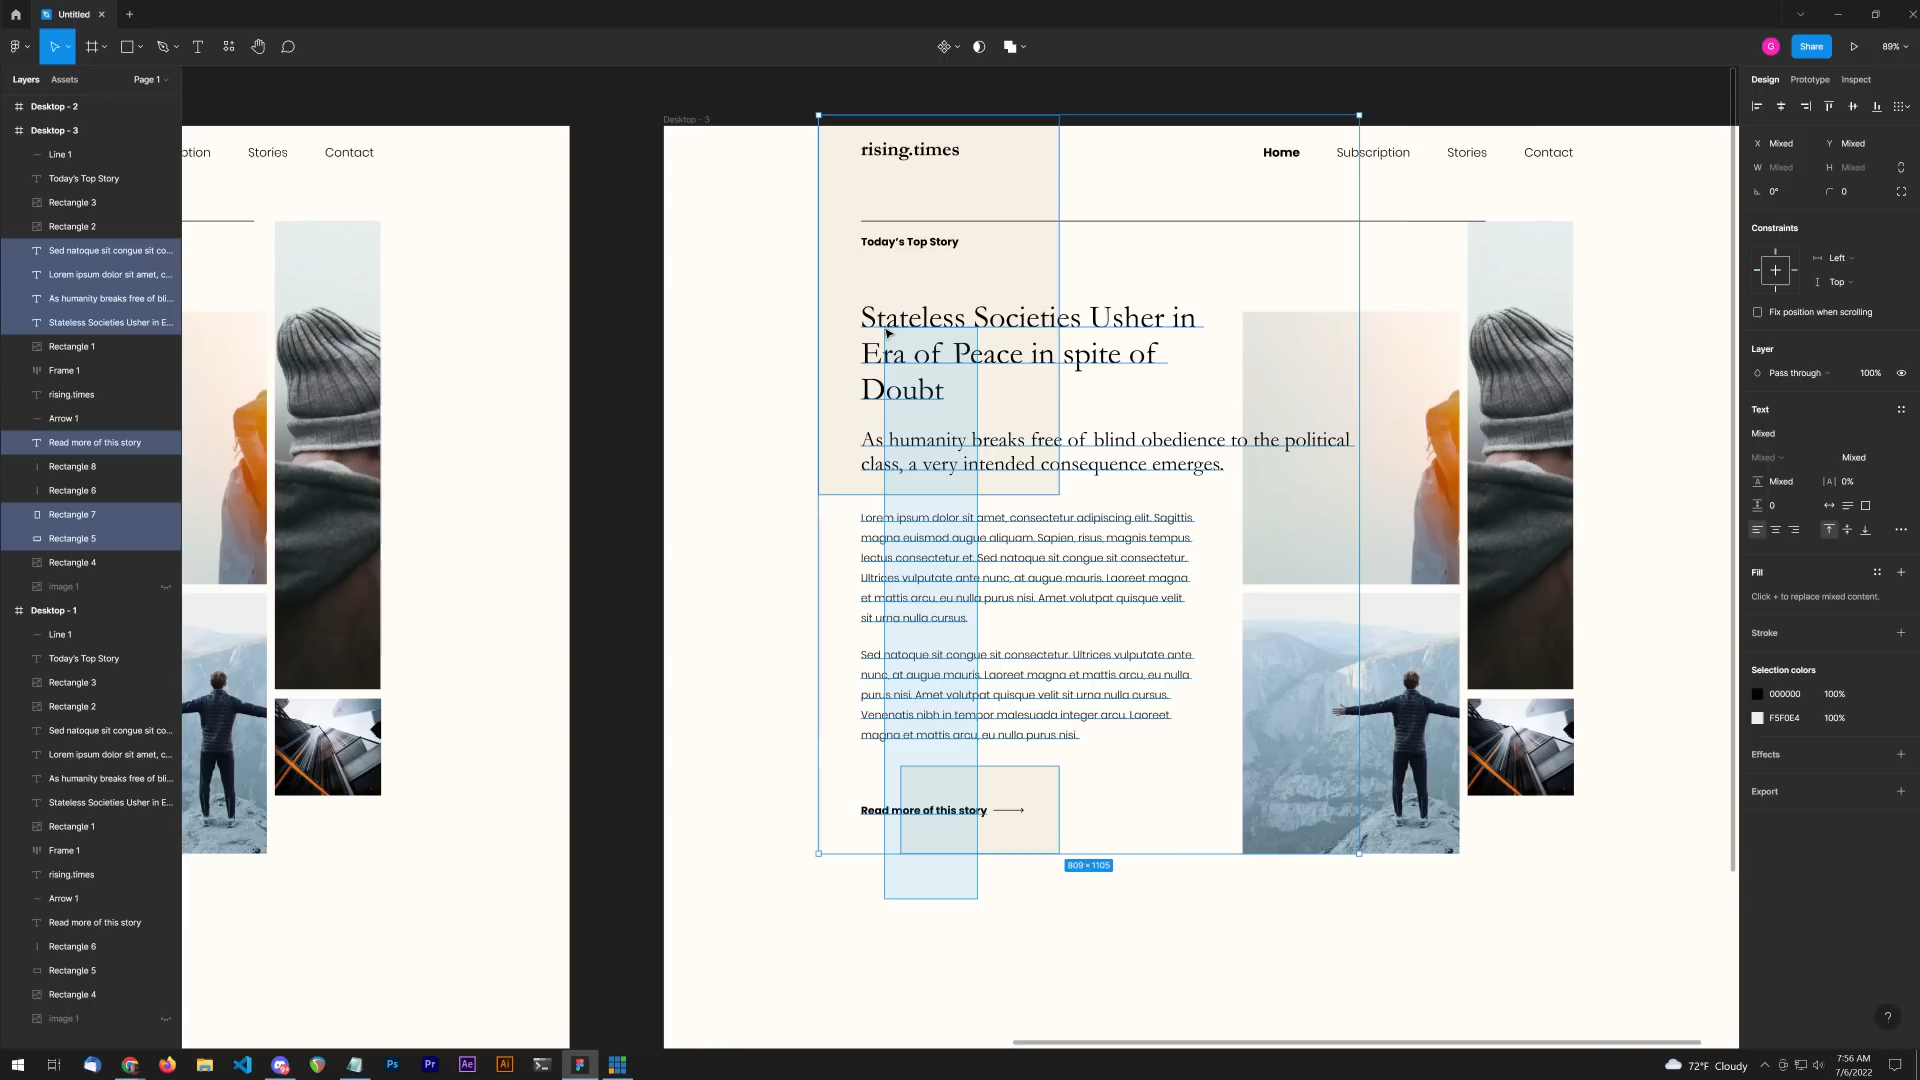 Untitled
Share
89%
Layers
Assets
Page 1
Desktop - 2
Desktop - 3
Line 1
Today's Top Story
Rectangle 3
Rectangle 2
Sed natoque sit congue sit co...
Lorem ipsum dolor sit amet, c...
As humanity breaks free of bli...
Stateless Societies Usher in E...
Rectangle 1
Frame 1
rising.times
Arrow 1
Read more of this story
Rectangle 8
Rectangle 6
Rectangle 7
Rectangle 5
Rectangle 4
image 1
Desktop - 1
Line 1
Today's Top Story
Rectangle 3
Rectangle 2
Sed natoque sit congue sit co...
Lorem ipsum dolor sit amet, c...
As humanity breaks free of bli...
Stateless Societies Usher in E...
Rectangle 1
Frame 1
rising.times
Arrow 1
Read more of this story
Rectangle 6
Rectangle 5
Rectangle 4
image 1
ption
Stories
Contact
Desktop - 3
rising.times
Home
Subscription
Stories
Contact
Today's Top Story
Stateless Societies Usher in
Era of Peace in spite of
Doubt
As humanity breaks free of blind obedience to the political
class, a very intended consequence emerges.
Lorem ipsum dolor sit amet, consectetur adipiscing elit. Sagittis
magna euismod augue aliquam. Sapien, risus, magnis tempus
lectus consectetur et. Sed natoque sit congue sit consectetur.
Ultrices vulputate ante nunc, at augue mauris. Laoreet magna
et mattis arcu, eu nulla purus nisi. Amet volutpat quisque velit
sit urna nulla cursus.
Sed natoque sit congue sit consectetur. Ultrices vulputate ante
nunc, at augue mauris. Laoreet magna et mattis arcu, eu nulla
purus nisi. Amet volutpat quisque velit sit urna nulla cursus.
Venenatis nibh in tempor malesuada integer arcu. Laoreet
magna et mattis arcu, eu nulla purus nisi.
Read more of this story
809 × 1105
G
Design
Prototype
Inspect
X Mixed
Y Mixed
W Mixed
H Mixed
0°
0
Constraints
Left
Top
Fix position when scrolling
Layer
Pass through
100%
Text
Mixed
Mixed
Mixed
Mixed
|A| 0%
0
Fill
Click + to replace mixed content.
Stroke
Selection colors
000000 100%
F5F0E4 100%
Effects
Export
?
Ps
Pr
Ae
Ai
72°F Cloudy
7:56 AM
7/6/2022